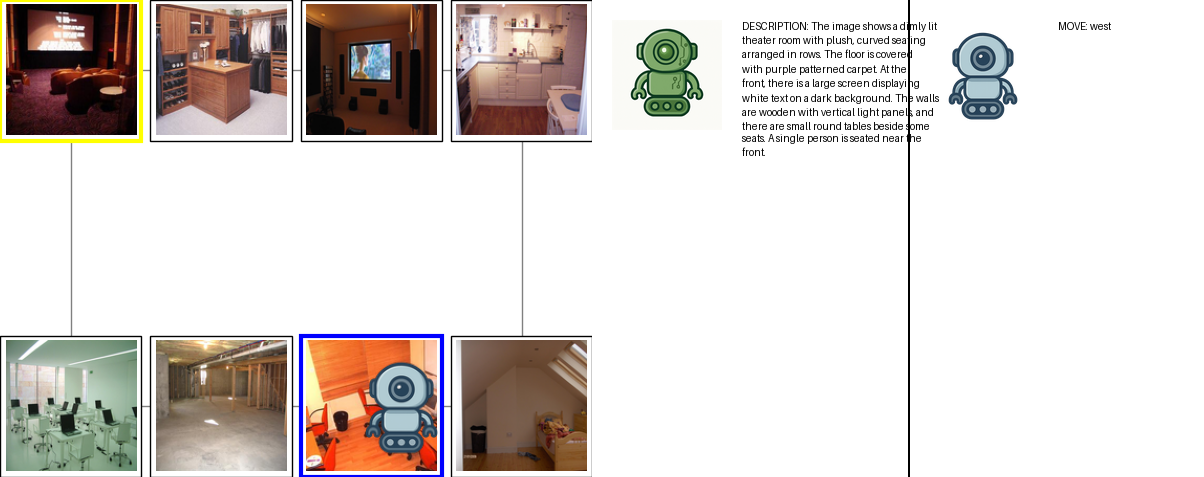 DESCRIPTION: The image shows a dimly lit
theater room with plush, curved seating
arranged in rows. The floor is covered
with purple patterned carpet. At the
front, there is a large screen displaying
white text on a dark background. The walls
are wooden with vertical light panels, and
there are small round tables beside some
seats. A single person is seated near the
front.
MOVE: west